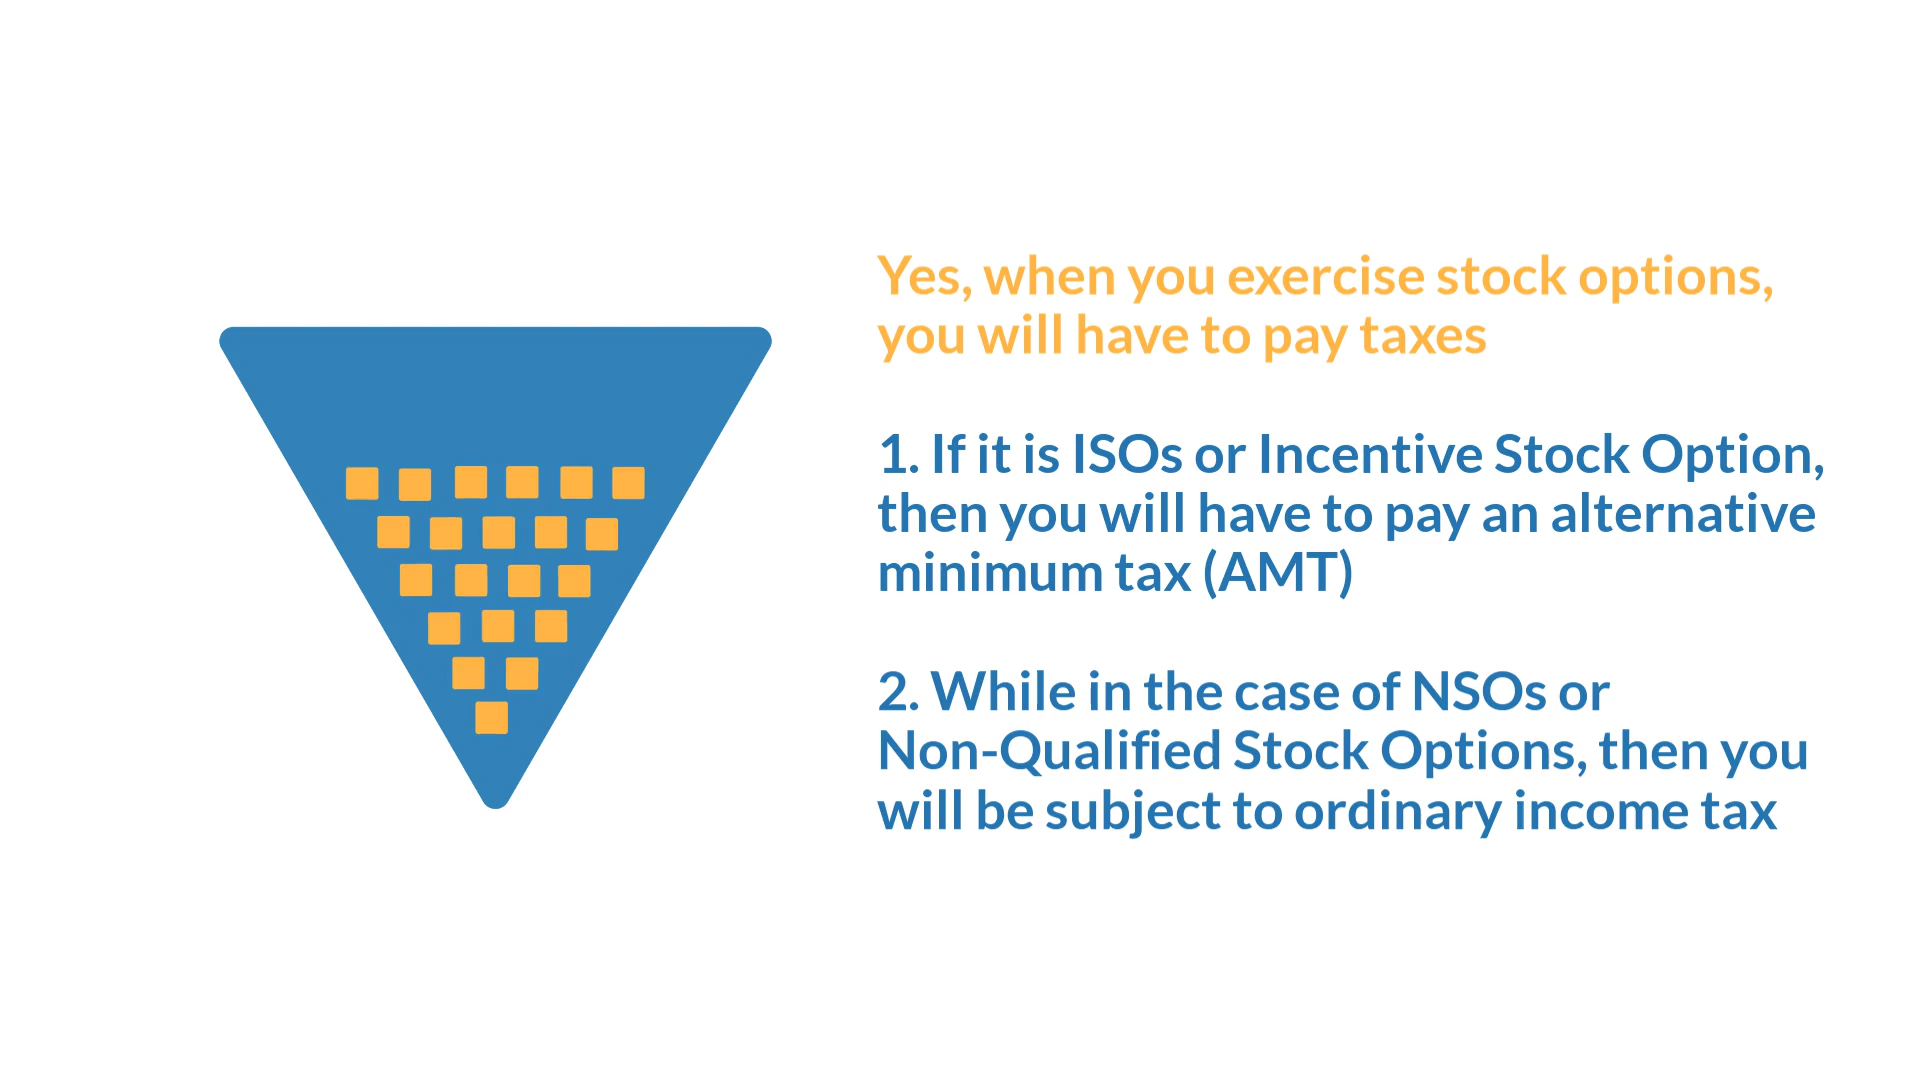 Yes, when you exercise stock options,
you will have to pay taxes
1. If it is ISOs or Incentive Stock Option,
then you will have to pay an alternative
minimum tax (AMT)
2. While in the case of NSOs or
Non-Qualified Stock Options, then you
will be subject to ordinary income tax